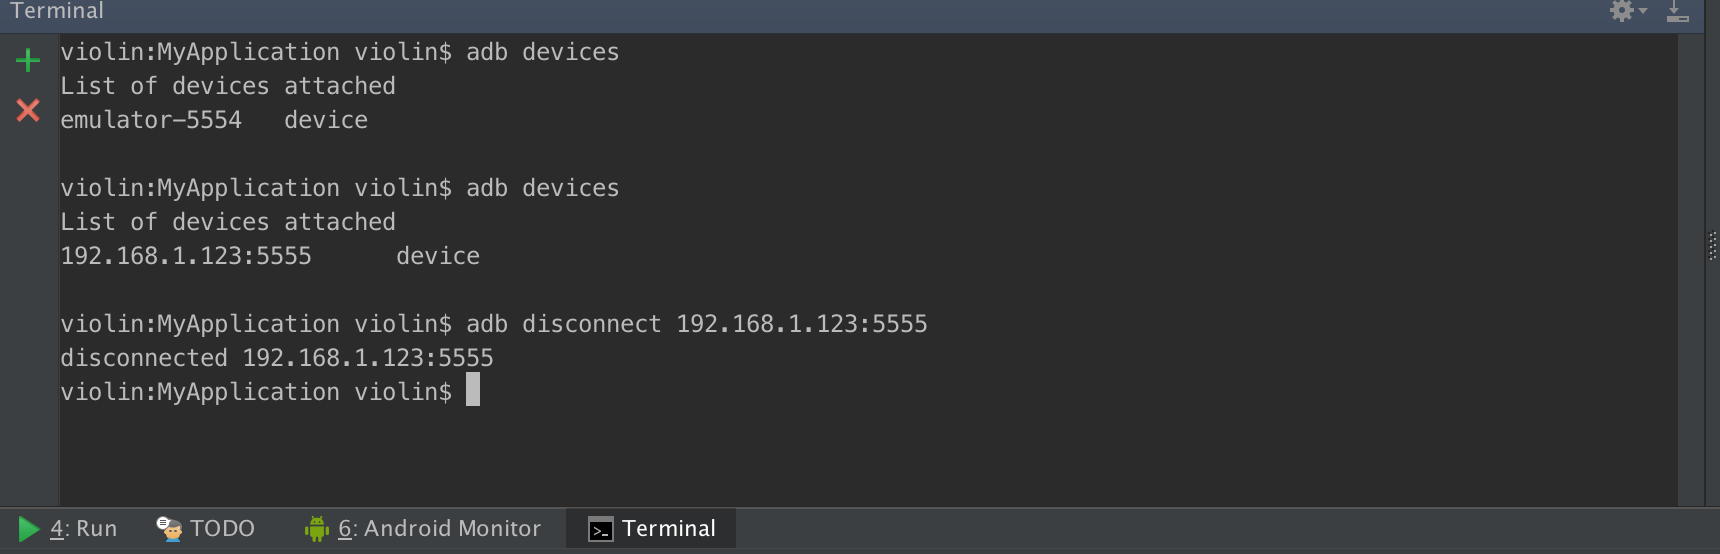 Terminal
violin:MyApplication violin$ adb devices
List of devices attached
emulator-5554   device
violin:MyApplication violin$ adb devices
List of devices attached
192.168.1.123:5555      device
violin:MyApplication violin$ adb disconnect 192.168.1.123:5555
disconnected 192.168.1.123:5555
violin:MyApplication violin$
4: Run TODO 6: Android Monitor Terminal